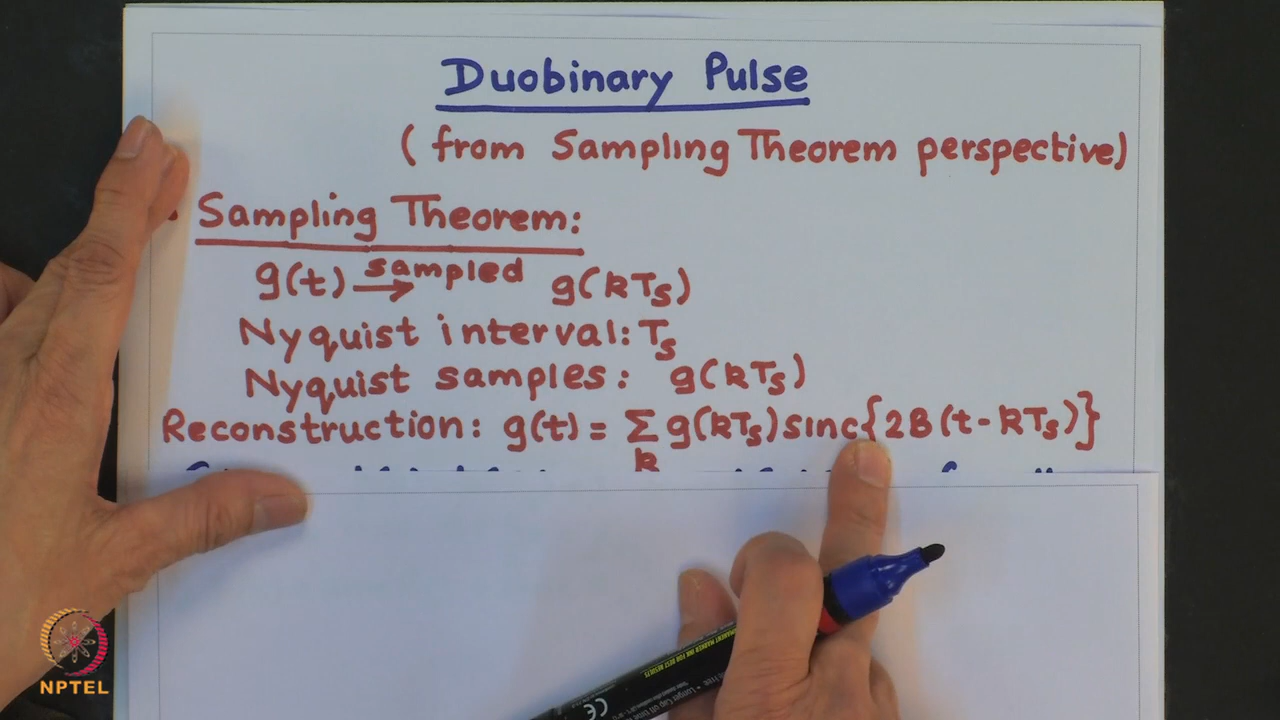 Duobinary Pulse
( from Sampling Theorem perspective)
• Sampling Theorem:
g(t) sampled→ g(kTs)
Nyquist interval: Ts
Nyquist samples: g(kTs)
Reconstruction: g(t) = Σ g(kTs) sinc{2B(t-kTs)}
k
NPTEL
CE